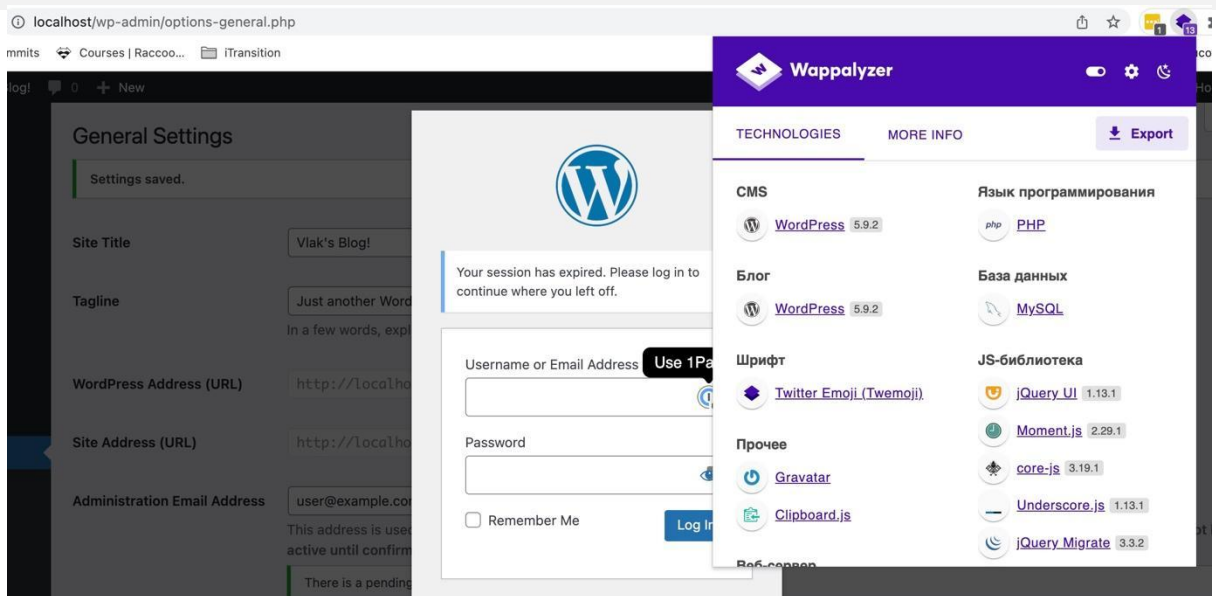 localhost/wp-admin/options-general.php
1
13
mmits
Courses | Raccoo...
iTransition
log!
0
New
General Settings
Settings saved.
Site Title
Vlak's Blog!
Tagline
Just another Word
In a few words, expl
WordPress Address (URL)
http://localho
Site Address (URL)
http://localho
Administration Email Address
user@example.co
This address is used
active until confirm
There is a pending
Your session has expired. Please log in to
continue where you left off.
Username or Email Address
Use 1Pa
Password
Remember Me
Log In
Wappalyzer
TECHNOLOGIES
MORE INFO
Export
CMS
WordPress 5.9.2
Блог
WordPress 5.9.2
Шрифт
Twitter Emoji (Twemoji)
Прочее
Gravatar
Clipboard.js
Веб-сервер
Язык программирования
php
PHP
База данных
MySQL
JS-библиотека
jQuery UI 1.13.1
Moment.js 2.29.1
core-js 3.19.1
Underscore.js 1.13.1
jQuery Migrate 3.3.2